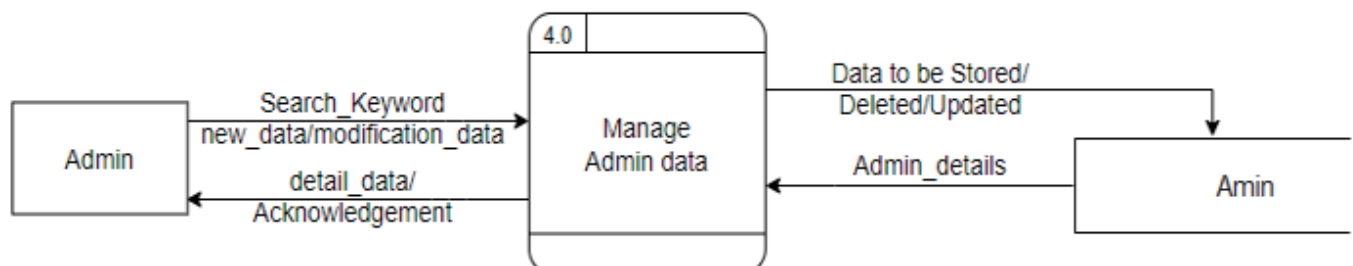 4.0
Search_Keyword
new_data/modification_data
Admin
detail_data/
Acknowledgement
Manage
Admin data
Data to be Stored/
Deleted/Updated
Admin_details
Amin